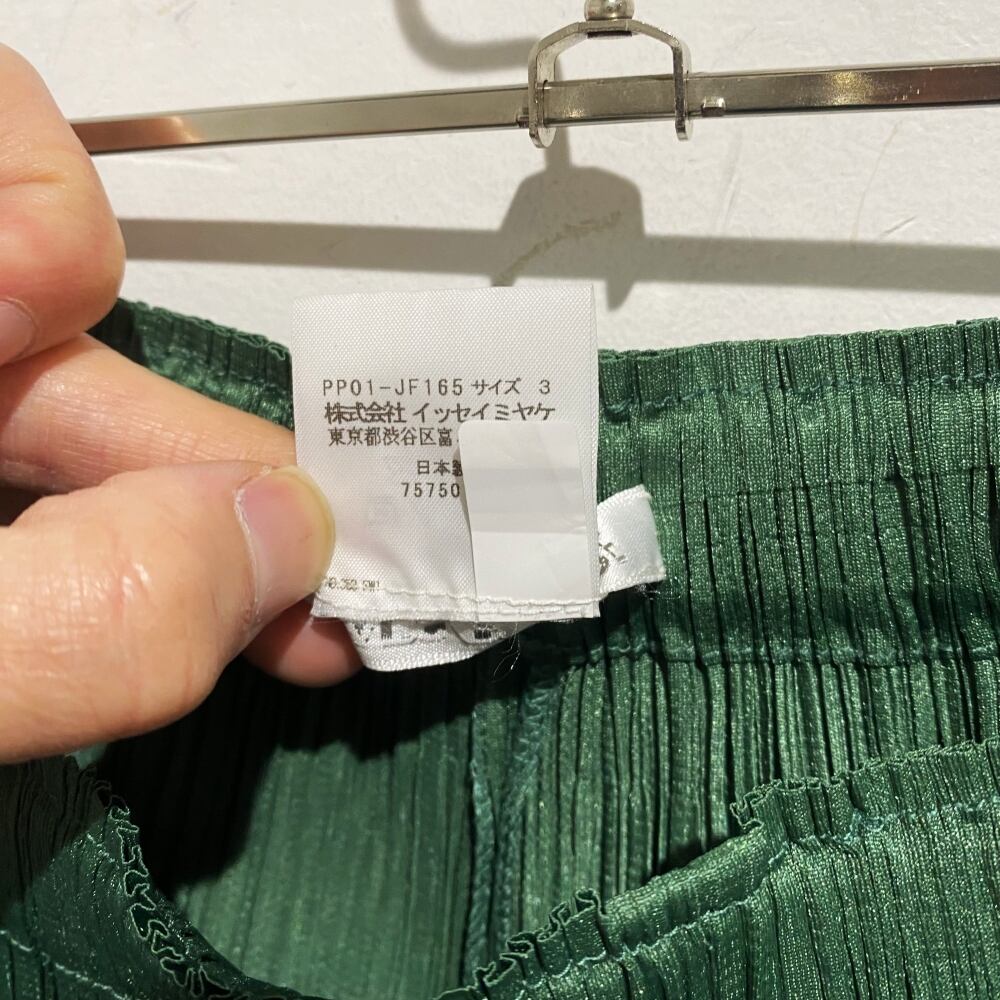 PP01-JF165 サイズ 3
株式会社 イッセイミヤケ
東京都渋谷区富
日本
75750